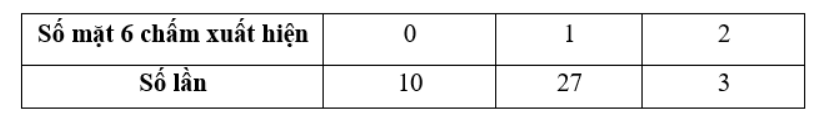 Số mặt 6 chấm xuất hiện 0 1 2
Số lần 10 27 3